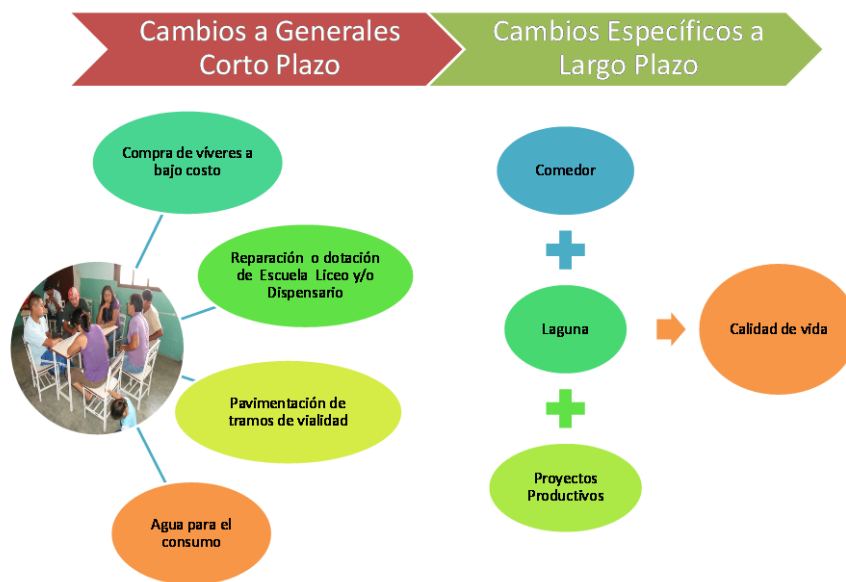 Cambios a Generales
Corto Plazo
Cambios Específicos a
Largo Plazo
Compra de víveres a
bajo costo
Reparación o dotación
de Escuela Liceo y/o
Dispensario
Pavimentación de
tramos de vialidad
Agua para el
consumo
Comedor
Laguna
Proyectos
Productivos
Calidad de vida